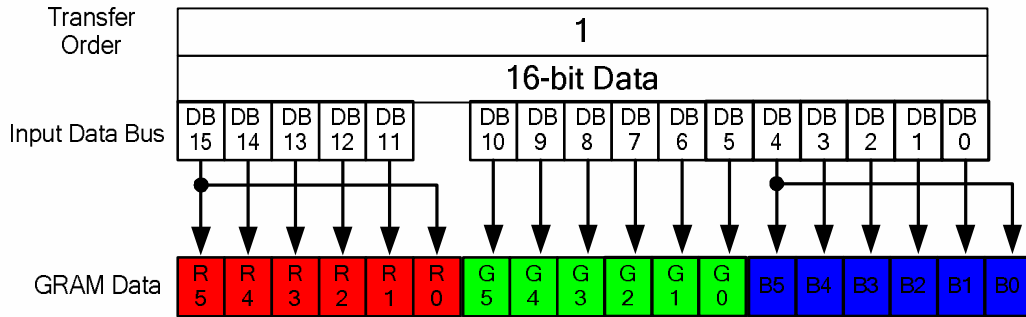 Transfer
Order
1
16-bit Data
Input Data Bus
DB DB DB DB DB DB DB DB DB DB DB DB DB DB DB DB
15 14 13 12 11 10 9 8 7 6 5 4 3 2 1 0
GRAM Data
R R R R R R G G G G G G B5 B4 B3 B2 B1 B0
5 4 3 2 1 0 5 4 3 2 1 0